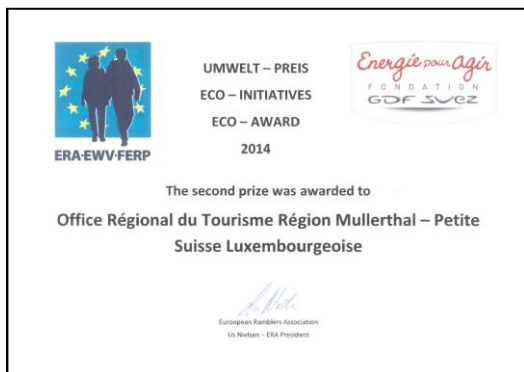 UMWELT – PREIS
ECO – INITIATIVES
ECO – AWARD
2014
ERA-EWV-FERP
Energie pour agir
FONDATION
GDF SUEZ
The second prize was awarded to
Office Régional du Tourisme Région Mullerthal – Petite
Suisse Luxembourgeoise
Euroopean Ramblers Association
Lis Nielsen – ERA President